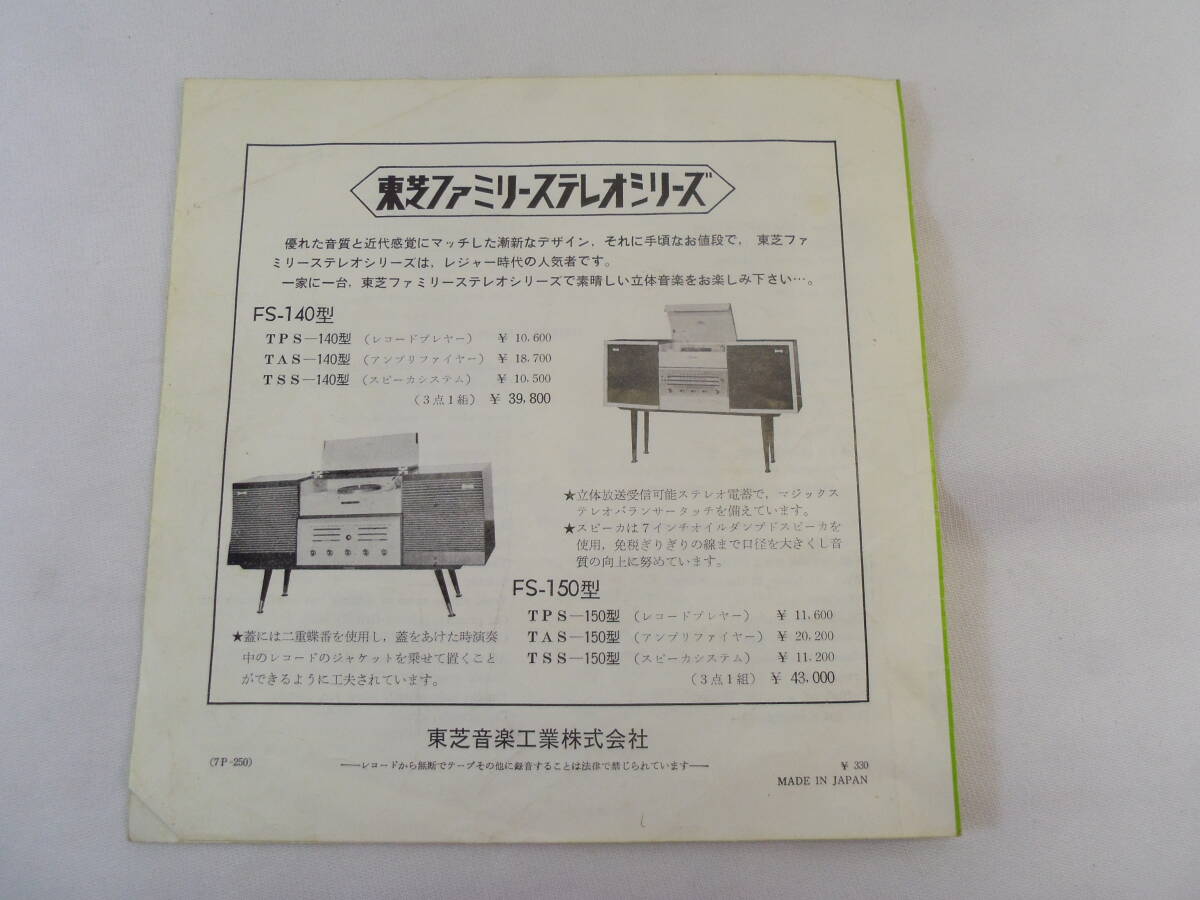 東芝ファミリーステレオシリーズ
優れた音質と近代感覚にマッチした漸新なデザイン，それに手頃なお値段で，東芝ファ
ミリーステレオシリーズは，レジャー時代の人気者です。
一家に一台，東芝ファミリーステレオシリーズで素晴しい立体音楽をお楽しみ下さい…。
FS-140型
TPS—140型（レコードプレヤー） ¥ 10,600
TAS—140型（アンプリファイヤー） ¥ 18,700
TSS—140型（スピーカシステム） ¥ 10,500
（3点1組） ¥ 39,800
★立体放送受信可能ステレオ電蓄で，マジックス
テレオバランサータッチを備えています。
★スピーカは7インチオイルダンプドスピーカを
使用，免税ぎりぎりの線まで口径を大きくし音
質の向上に努めています。
FS-150型
TPS—150型（レコードプレヤー） ¥ 11,600
TAS—150型（アンプリファイヤー） ¥ 20,200
TSS—150型（スピーカシステム） ¥ 11,200
（3点1組） ¥ 43,000
★蓋には二重蝶番を使用し，蓋をあけた時演奏
中のレコードのジャケットを乗せて置くこと
ができるように工夫されています。
東芝音楽工業株式会社
(7P-250)
——レコードから無断でテープその他に録音することは法律で禁じられています——
¥ 330
MADE IN JAPAN